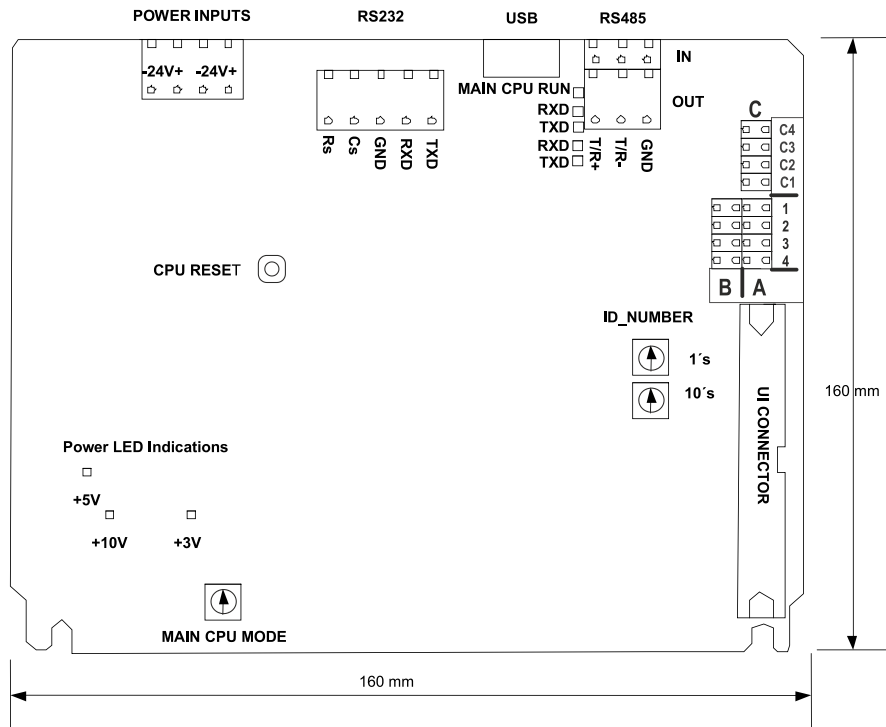 POWER INPUTS
RS232
USB
RS485
-24V+ -24V+
IN
OUT
MAIN CPU RUN
RXD
TXD
RXD
TXD
Rs
Cs
GND
RXD
TXD
T/R+
T/R-
GND
C
C4
C3
C2
C1
1
2
3
4
B A
CPU RESET
ID_NUMBER
1´s
10´s
UI CONNECTOR
160 mm
Power LED Indications
+5V
+10V
+3V
MAIN CPU MODE
160 mm